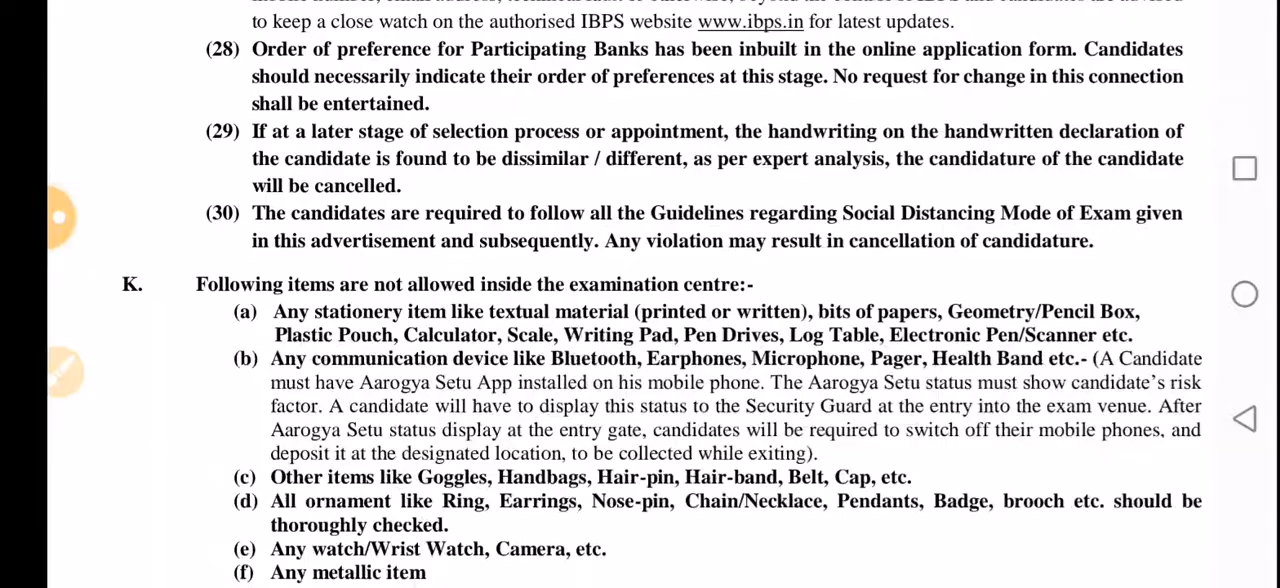 to keep a close watch on the authorised IBPS website www.ibps.in for latest updates.
(28) Order of preference for Participating Banks has been inbuilt in the online application form. Candidates
should necessarily indicate their order of preferences at this stage. No request for change in this connection
shall be entertained.
(29) If at a later stage of selection process or appointment, the handwriting on the handwritten declaration of
the candidate is found to be dissimilar / different, as per expert analysis, the candidature of the candidate
will be cancelled.
(30) The candidates are required to follow all the Guidelines regarding Social Distancing Mode of Exam given
in this advertisement and subsequently. Any violation may result in cancellation of candidature.
K. Following items are not allowed inside the examination centre:-
(a) Any stationery item like textual material (printed or written), bits of papers, Geometry/Pencil Box,
Plastic Pouch, Calculator, Scale, Writing Pad, Pen Drives, Log Table, Electronic Pen/Scanner etc.
(b) Any communication device like Bluetooth, Earphones, Microphone, Pager, Health Band etc.- (A Candidate
must have Aarogya Setu App installed on his mobile phone. The Aarogya Setu status must show candidate's risk
factor. A candidate will have to display this status to the Security Guard at the entry into the exam venue. After
Aarogya Setu status display at the entry gate, candidates will be required to switch off their mobile phones, and
deposit it at the designated location, to be collected while exiting).
(c) Other items like Goggles, Handbags, Hair-pin, Hair-band, Belt, Cap, etc.
(d) All ornament like Ring, Earrings, Nose-pin, Chain/Necklace, Pendants, Badge, brooch etc. should be
thoroughly checked.
(e) Any watch/Wrist Watch, Camera, etc.
(f) Any metallic item